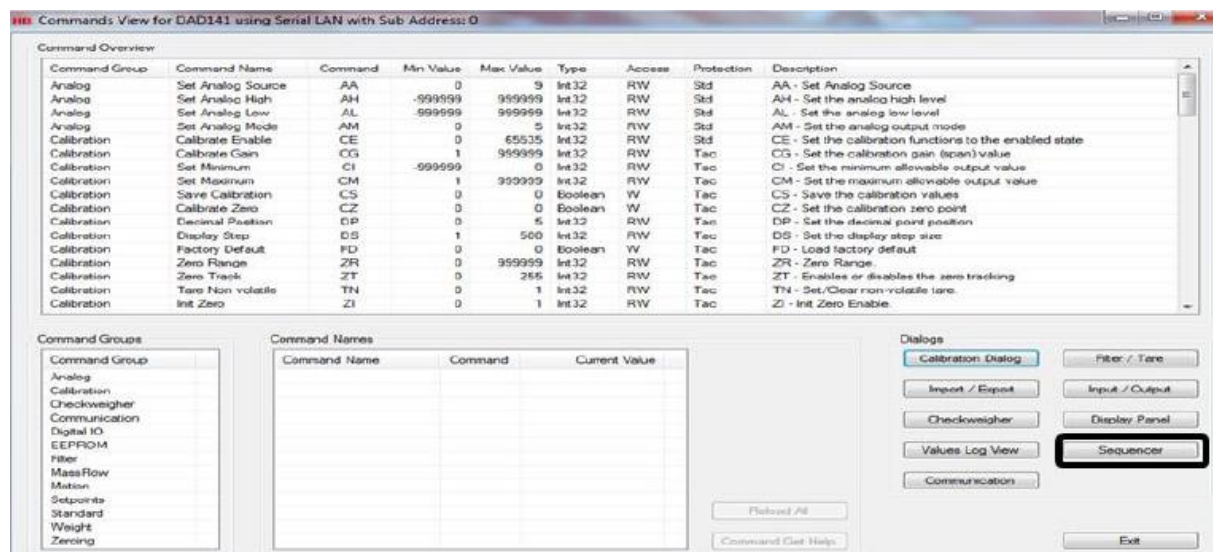 HB Commands View for DAD141 using Serial LAN with Sub Address: 0
Command Overview
Command Group Command Name Command Min Value Max Value Type Access Protection Description
Analog Set Analog Source AA 0 9 Int32 RW Std AA - Set Analog Source
Analog Set Analog High AH -999999 999999 Int32 RW Std AH - Set the analog high level
Analog Set Analog Low AL -999999 999999 Int32 RW Std AL - Set the analog low level
Analog Set Analog Mode AM 0 5 Int32 RW Std AM - Set the analog output mode
Calibration Calibrate Enable CE 0 65535 Int32 RW Std CE - Set the calibration functions to the enabled state
Calibration Calibrate Gain CG 1 999999 Int32 RW Tac CG - Set the calibration gain (span) value
Calibration Set Minimum CI -999999 0 Int32 RW Tac CI - Set the minimum allowable output value
Calibration Set Maximum CM 1 999999 Int32 RW Tac CM - Set the maximum allowable output value
Calibration Save Calibration CS 0 0 Boolean W Tac CS - Save the calibration values
Calibration Calibrate Zero CZ 0 0 Boolean W Tac CZ - Set the calibration zero point
Calibration Decimal Position DP 0 5 Int32 RW Tac DP - Set the decimal point position
Calibration Display Step DS 1 500 Int32 RW Tac DS - Set the display step size
Calibration Factory Default FD 0 0 Boolean W Tac FD - Load factory default
Calibration Zero Range ZR 0 999999 Int32 RW Tac ZR - Zero Range.
Calibration Zero Track ZT 0 255 Int32 RW Tac ZT - Enables or disables the zero tracking
Calibration Tare Non volatile TN 0 1 Int32 RW Tac TN - Set/Clear non-volatile tare.
Calibration Init Zero ZI 0 1 Int32 RW Tac ZI - Init Zero Enable.
Command Groups Command Names Dialogs
Command Group Command Name Command Current Value Calibration Dialog Filter / Tare
Analog
Calibration Import / Export Input / Output
Checkweigher
Communication Checkweigher Display Panel
Digital IO
EEPROM Values Log View Sequencer
Filter
MassFlow Communication
Motion
Setpoints
Standard Reload All
Weight
Zeroing Command Get Help Exit